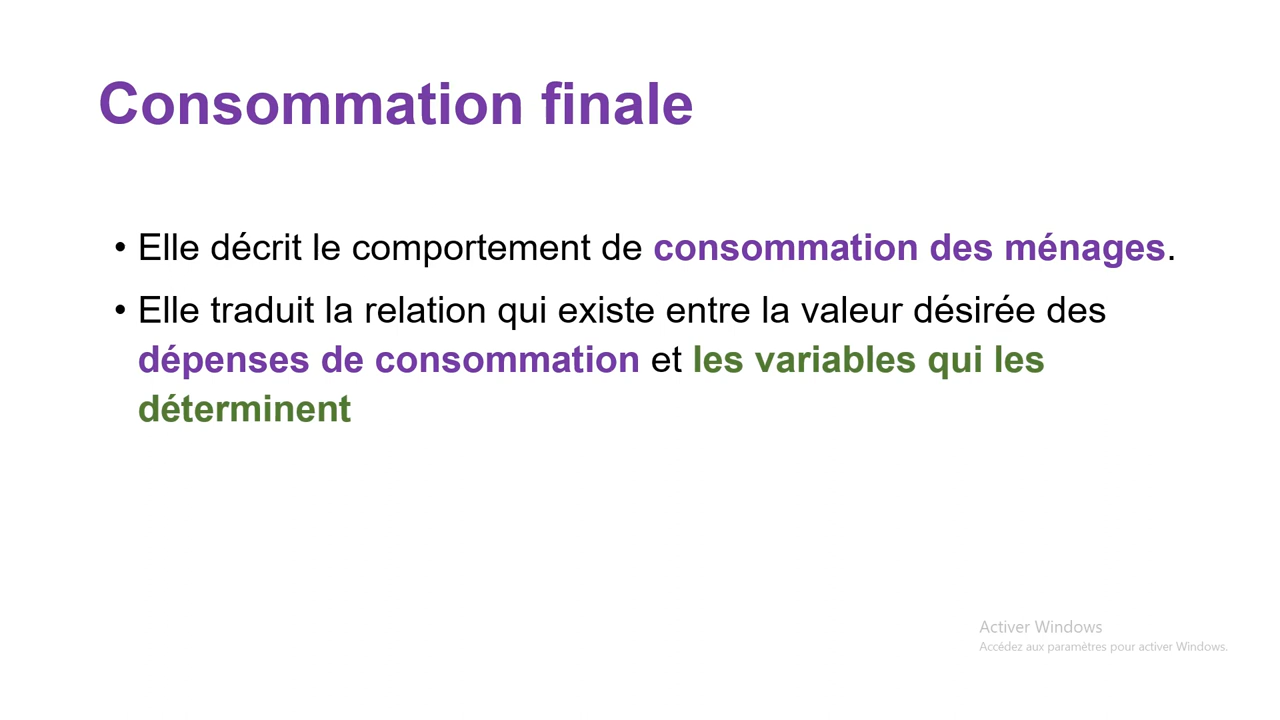 Consommation finale
• Elle décrit le comportement de consommation des ménages.
• Elle traduit la relation qui existe entre la valeur désirée des
dépenses de consommation et les variables qui les
déterminent
Activer Windows
Accédez aux paramètres pour activer Windows.